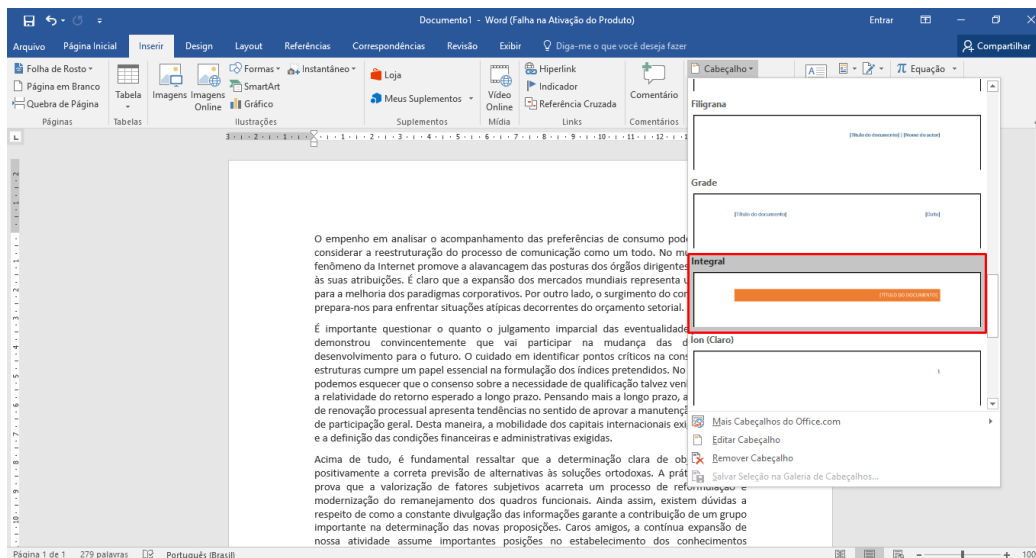 Documento1 - Word (Falha na Ativação do Produto)
Entrar
Arquivo Página Inicial Inserir Design Layout Referências Correspondências Revisão Exibir Diga-me o que você deseja fazer Compartilhar
Folha de Rosto
Página em Branco
Quebra de Página
Páginas
Tabela
Tabelas
Imagens
Imagens Online
Formas
SmartArt
Gráfico
Instantâneo
Ilustrações
Loja
Meus Suplementos
Suplementos
Vídeo Online
Mídia
Hiperlink
Indicador
Referência Cruzada
Links
Comentário
Comentários
Cabeçalho
Equação
Filigrana
[Título do documento] | [Nome do autor]
Grade
[Título do documento] [Data]
Integral
[TÍTULO DO DOCUMENTO]
Íon (Claro)
Mais Cabeçalhos do Office.com
Editar Cabeçalho
Remover Cabeçalho
Salvar Seleção na Galeria de Cabeçalhos...
O empenho em analisar o acompanhamento das preferências de consumo
considerar a reestruturação do processo de comunicação como um todo. No
fenômeno da Internet promove a alavancagem das posturas dos órgãos dirigentes
às suas atribuições. É claro que a expansão dos mercados mundiais representa
para a melhoria dos paradigmas corporativos. Por outro lado, o surgimento do
prepara-nos para enfrentar situações atípicas decorrentes do orçamento setorial.
É importante questionar o quanto o julgamento imparcial das eventualidade
demonstrou convincentemente que vai participar na mudança das
desenvolvimento para o futuro. O cuidado em identificar pontos críticos na
estruturas cumpre um papel essencial na formulação dos índices pretendidos. No
podemos esquecer que o consenso sobre a necessidade de qualificação talvez
a relatividade do retorno esperado a longo prazo. Pensando mais a longo prazo, a
de renovação processual apresenta tendências no sentido de aprovar a
de participação geral. Desta maneira, a mobilidade dos capitais internacionais
e a definição das condições financeiras e administrativas exigidas.
Acima de tudo, é fundamental ressaltar que a determinação clara de
positivamente a correta previsão de alternativas às soluções ortodoxas. A
prova que a valorização de fatores subjetivos acarreta um processo de reformulação e
modernização do remanejamento dos quadros funcionais. Ainda assim, existem dúvidas a
respeito de como a constante divulgação das informações garante a contribuição de um grupo
importante na determinação das novas proposições. Caros amigos, a contínua expansão de
nossa atividade assume importantes posições no estabelecimento dos conhecimentos
Página 1 de 1 279 palavras Português (Brasil) 100